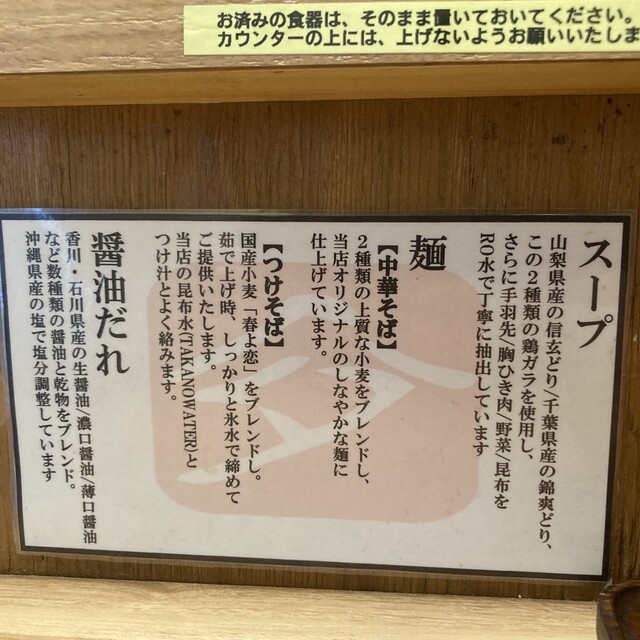 お済みの食器は、そのまま置いておいてください。
カウンターの上には、上げないようお願いいたしま
スープ
山梨県産の信玄どり/千葉県産の錦爽どり、
この2種類の鶏ガラを使用し、
さらに手羽先/胸ひき肉/野菜/昆布を
RO水で丁寧に抽出しています
麺
【中華そば】
2種類の上質な小麦をブレンドし、
当店オリジナルのしなやかな麺に
仕上げています。
【つけそば】
国産小麦「春よ恋」をブレンドし。
茹で上げ時、しっかりと氷水で締めて
ご提供いたします。
当店の昆布水(TAKANOWATER)と
つけ汁とよく絡みます。
醤油だれ
香川・石川県産の生醤油/濃口醤油/薄口醤油
など数種類の醤油と乾物をブレンド。
沖縄県産の塩で塩分調整しています